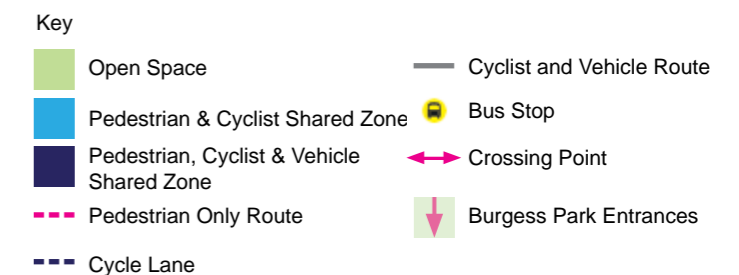 Key
Open Space
Pedestrian & Cyclist Shared Zone
Pedestrian, Cyclist & Vehicle
Shared Zone
Pedestrian Only Route
Cycle Lane
Cyclist and Vehicle Route
Bus Stop
Crossing Point
Burgess Park Entrances